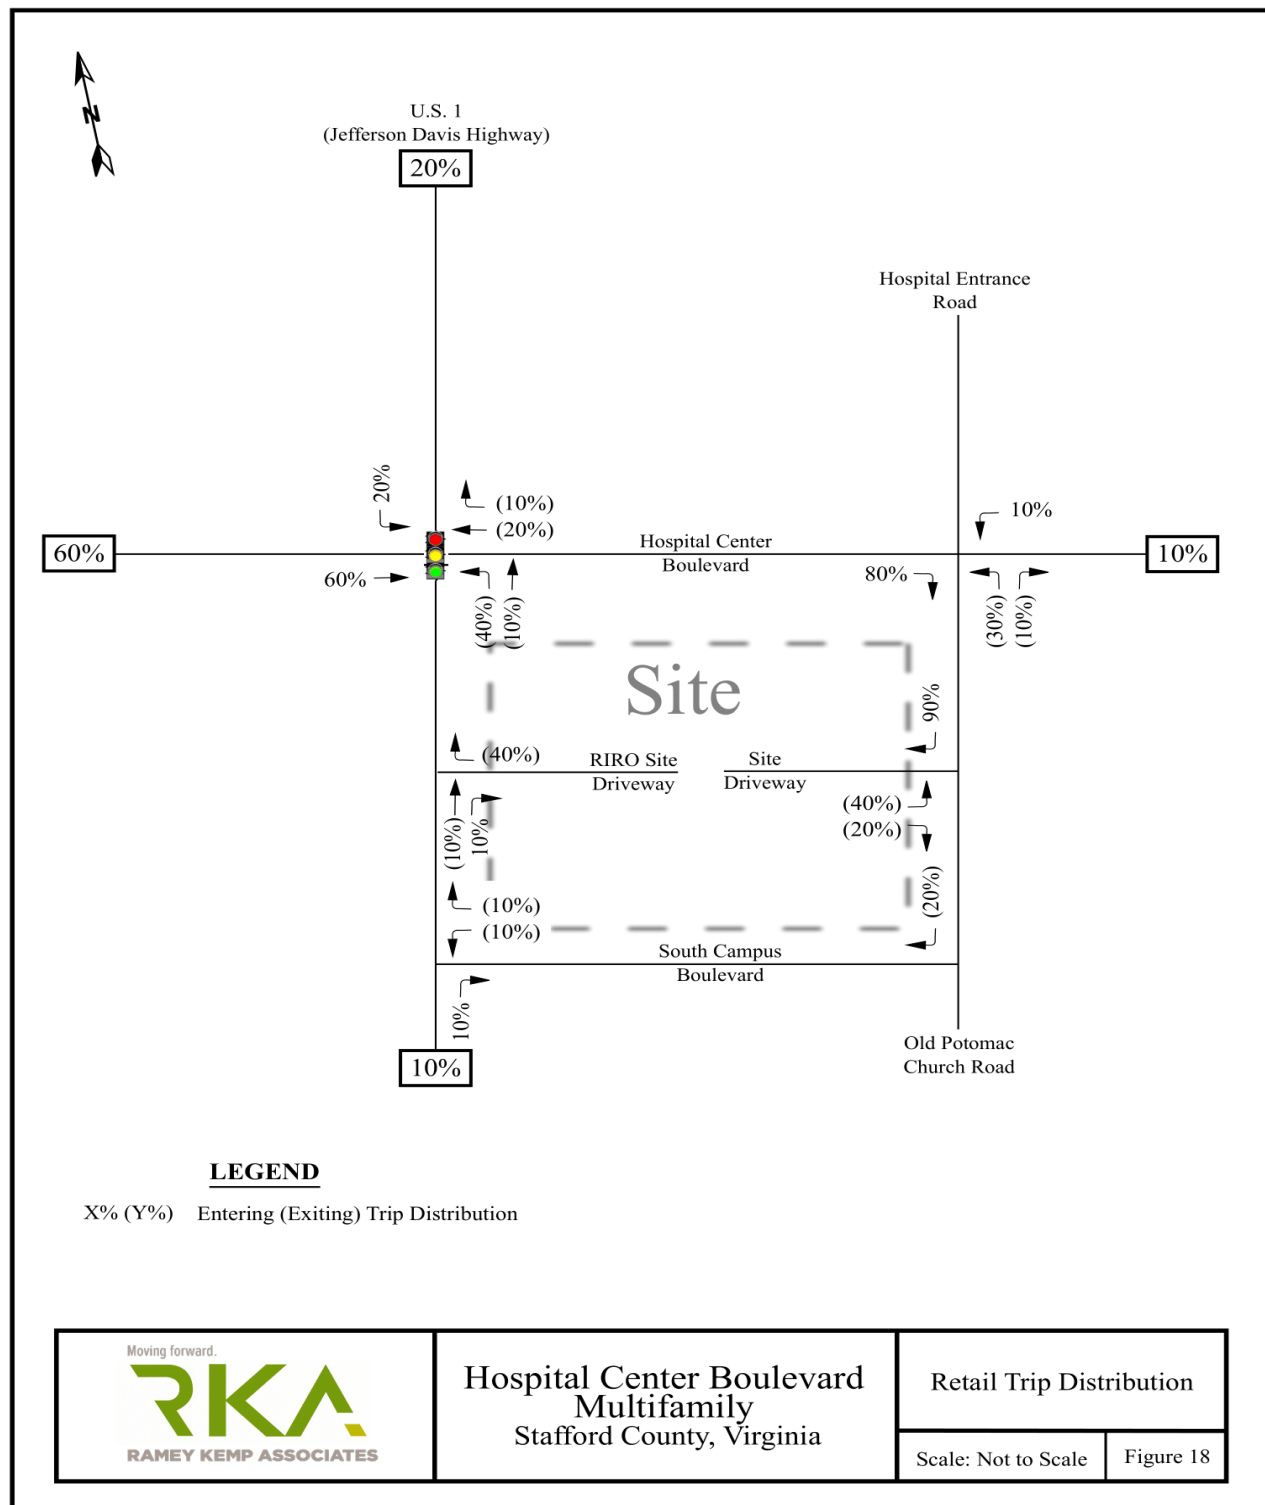 N
U.S. 1
(Jefferson Davis Highway)
20%
Hospital Entrance
Road
20%
(10%)
(20%)
10%
60%
Hospital Center
Boulevard
10%
60%
80%
(40%)
(10%)
(30%)
(10%)
Site
90%
(40%)
RIRO Site
Driveway
Site
Driveway
(40%)
(20%)
(10%)
10%
(20%)
(10%)
(10%)
South Campus
Boulevard
10%
Old Potomac
Church Road
10%
LEGEND
X% (Y%) Entering (Exiting) Trip Distribution
Moving forward.
RKA
RAMEY KEMP ASSOCIATES
Hospital Center Boulevard
Multifamily
Stafford County, Virginia
Retail Trip Distribution
Scale: Not to Scale
Figure 18